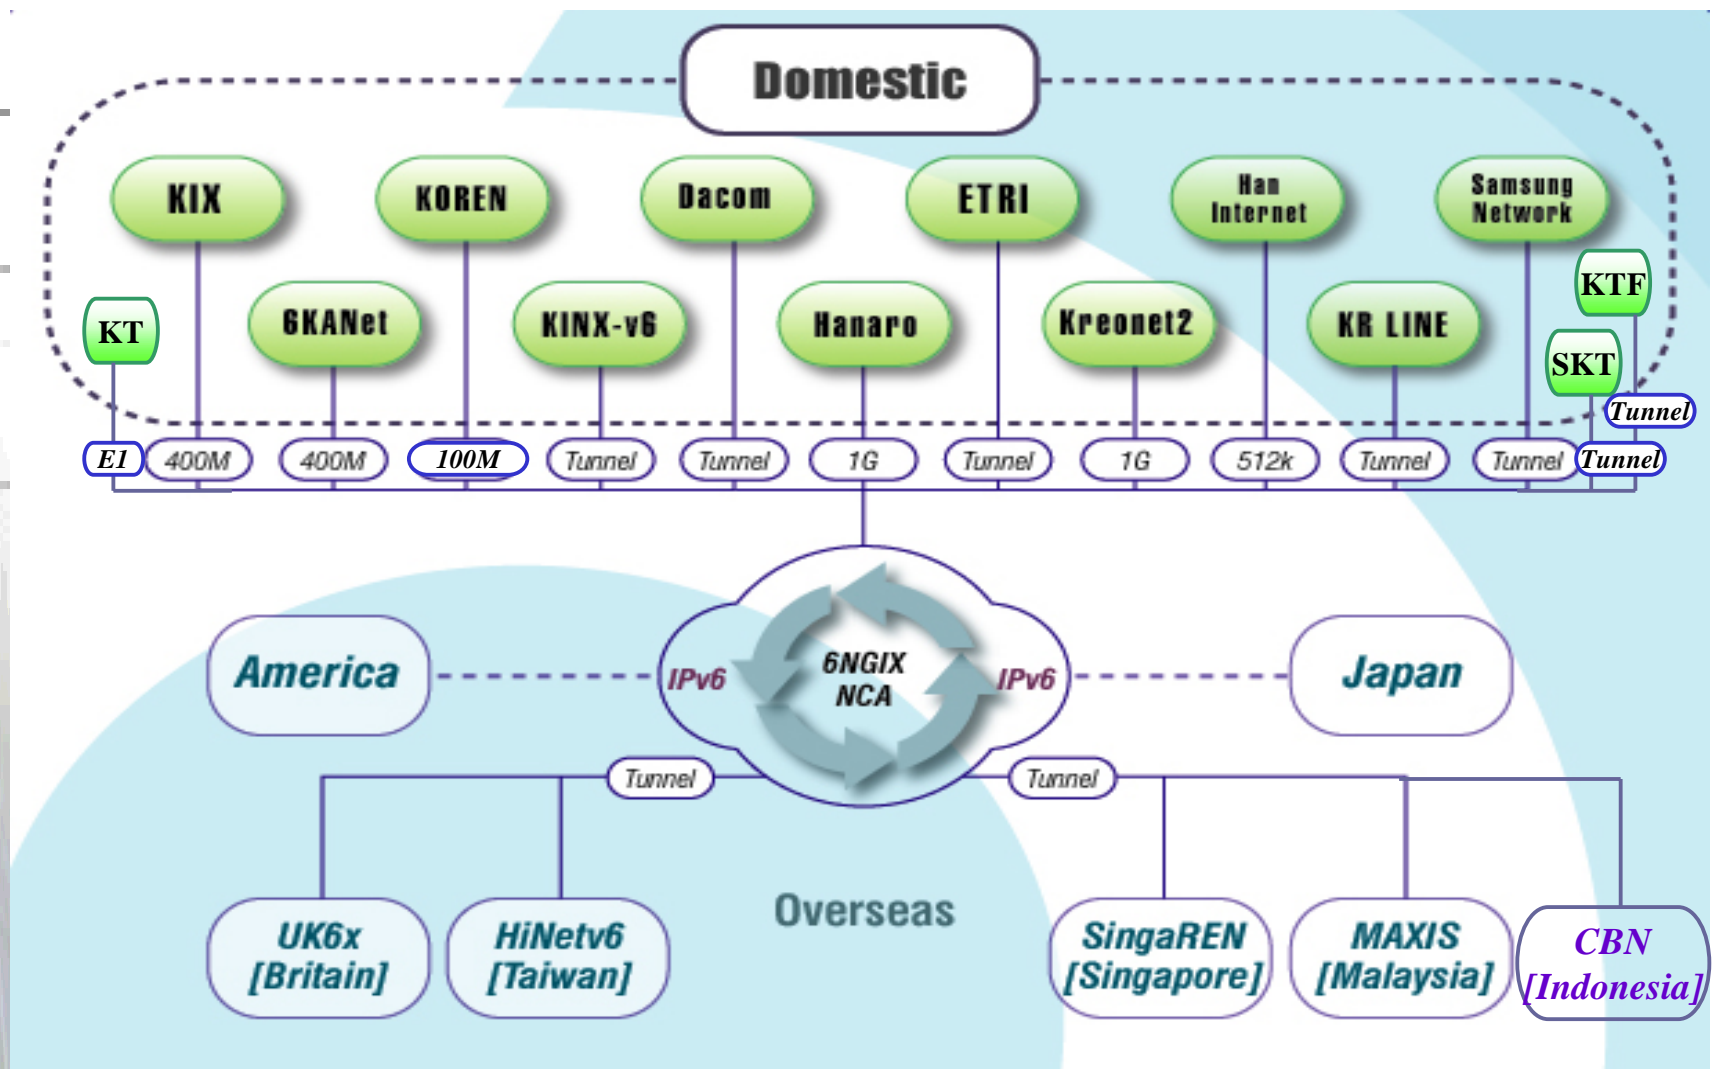 Domestic
KIX
KOREN
Dacom
ETRI
Han
Internet
Samsung
Network
KT
6KANet
KINX-v6
Hanaro
Kreonet2
KR LINE
KTF
SKT
Tunnel
E1
400M
400M
100M
Tunnel
Tunnel
1G
Tunnel
1G
512k
Tunnel
Tunnel
Tunnel
America
IPv6
6NGIX
NCA
IPv6
Japan
Tunnel
Tunnel
Overseas
UK6x
[Britain]
HiNetv6
[Taiwan]
SingaREN
[Singapore]
MAXIS
[Malaysia]
CBN
[Indonesia]